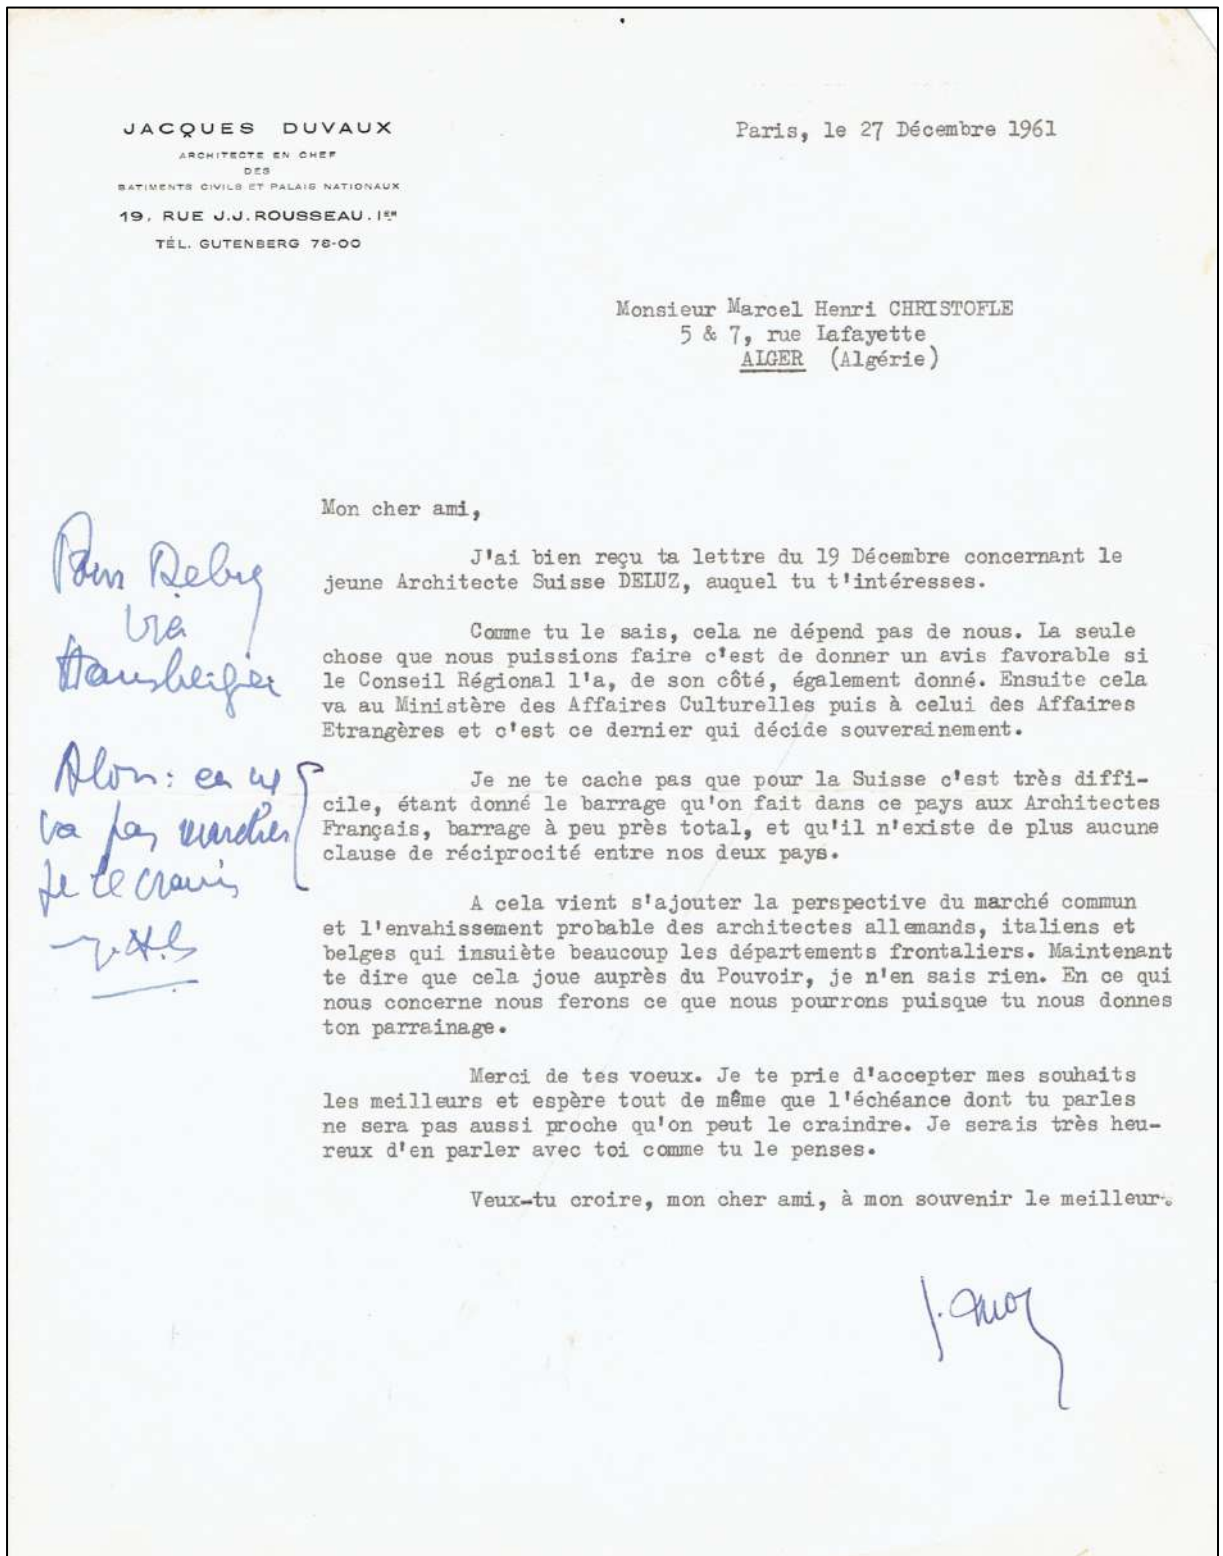 JACQUES DUVAUX
ARCHITECTE EN CHEF
DES
BATIMENTS CIVILS ET PALAIS NATIONAUX
19, RUE J.J. ROUSSEAU. 1ER
TÉL. GUTENBERG 78-00
Paris, le 27 Décembre 1961
Monsieur Marcel Henri CHRISTOFLE
5 & 7, rue Lafayette
ALGER (Algérie)
Mon cher ami,
J'ai bien reçu ta lettre du 19 Décembre concernant le
jeune Architecte Suisse DELUZ, auquel tu t'intéresses.
Comme tu le sais, cela ne dépend pas de nous. La seule
chose que nous puissions faire c'est de donner un avis favorable si
le Conseil Régional l'a, de son côté, également donné. Ensuite cela
va au Ministère des Affaires Culturelles puis à celui des Affaires
Etrangères et c'est ce dernier qui décide souverainement.
Je ne te cache pas que pour la Suisse c'est très diffi-
cile, étant donné le barrage qu'on fait dans ce pays aux Architectes
Français, barrage à peu près total, et qu'il n'existe de plus aucune
clause de réciprocité entre nos deux pays.
A cela vient s'ajouter la perspective du marché commun
et l'envahissement probable des architectes allemands, italiens et
belges qui insuiète beaucoup les départements frontaliers. Maintenant
te dire que cela joue auprès du Pouvoir, je n'en sais rien. En ce qui
nous concerne nous ferons ce que nous pourrons puisque tu nous donnes
ton parrainage.
Merci de tes voeux. Je te prie d'accepter mes souhaits
les meilleurs et espère tout de même que l'échéance dont tu parles
ne sera pas aussi proche qu'on peut le craindre. Je serais très heu-
reux d'en parler avec toi comme tu le penses.
Veux-tu croire, mon cher ami, à mon souvenir le meilleur.
Pour
via
va pas marcher
je le crains